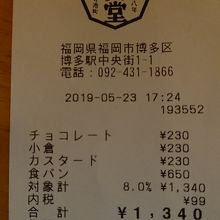 堂
福岡県福岡市博多区
博多駅中央街1-1
電話：092-431-1866
2019-05-23 17:24
193552
チョコレート ¥230
小倉 ¥230
カスタード ¥230
食パン ¥650
対象計 8.0% ¥1,340
内税 ¥99
合 計 ¥1,340